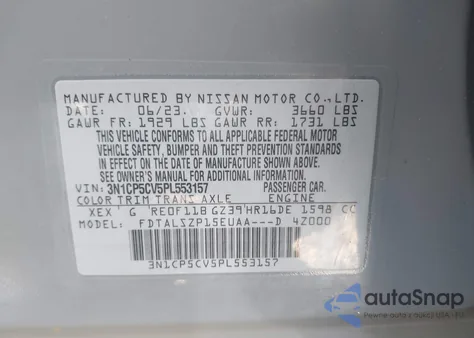 MANUFACTURED BY NISSAN MOTOR CO.,LTD.
DATE: 06/23. GVWR: 3660 LBS
GAWR FR: 1929 LBS GAWR RR: 1731 LBS
THIS VEHICLE CONFORMS TO ALL APPLICABLE FEDERAL MOTOR
VEHICLE SAFETY, BUMPER AND THEFT PREVENTION STANDARDS
IN EFFECT ON THE DATE OF MANUFACTURE SHOWN ABOVE.
SEE OWNER'S MANUAL FOR ADDITIONAL INFORMATION.
VIN: 3N1CP5CV5PL553157 PASSENGER CAR.
COLOR TRIM TRANS AXLE ENGINE
XEX G RE0F11B GZ39 HR16DE 1598 CC
MODEL: FDTALSZP15EUAA---D 4Z000
3N1CP5CV5PL553157
autoSnap